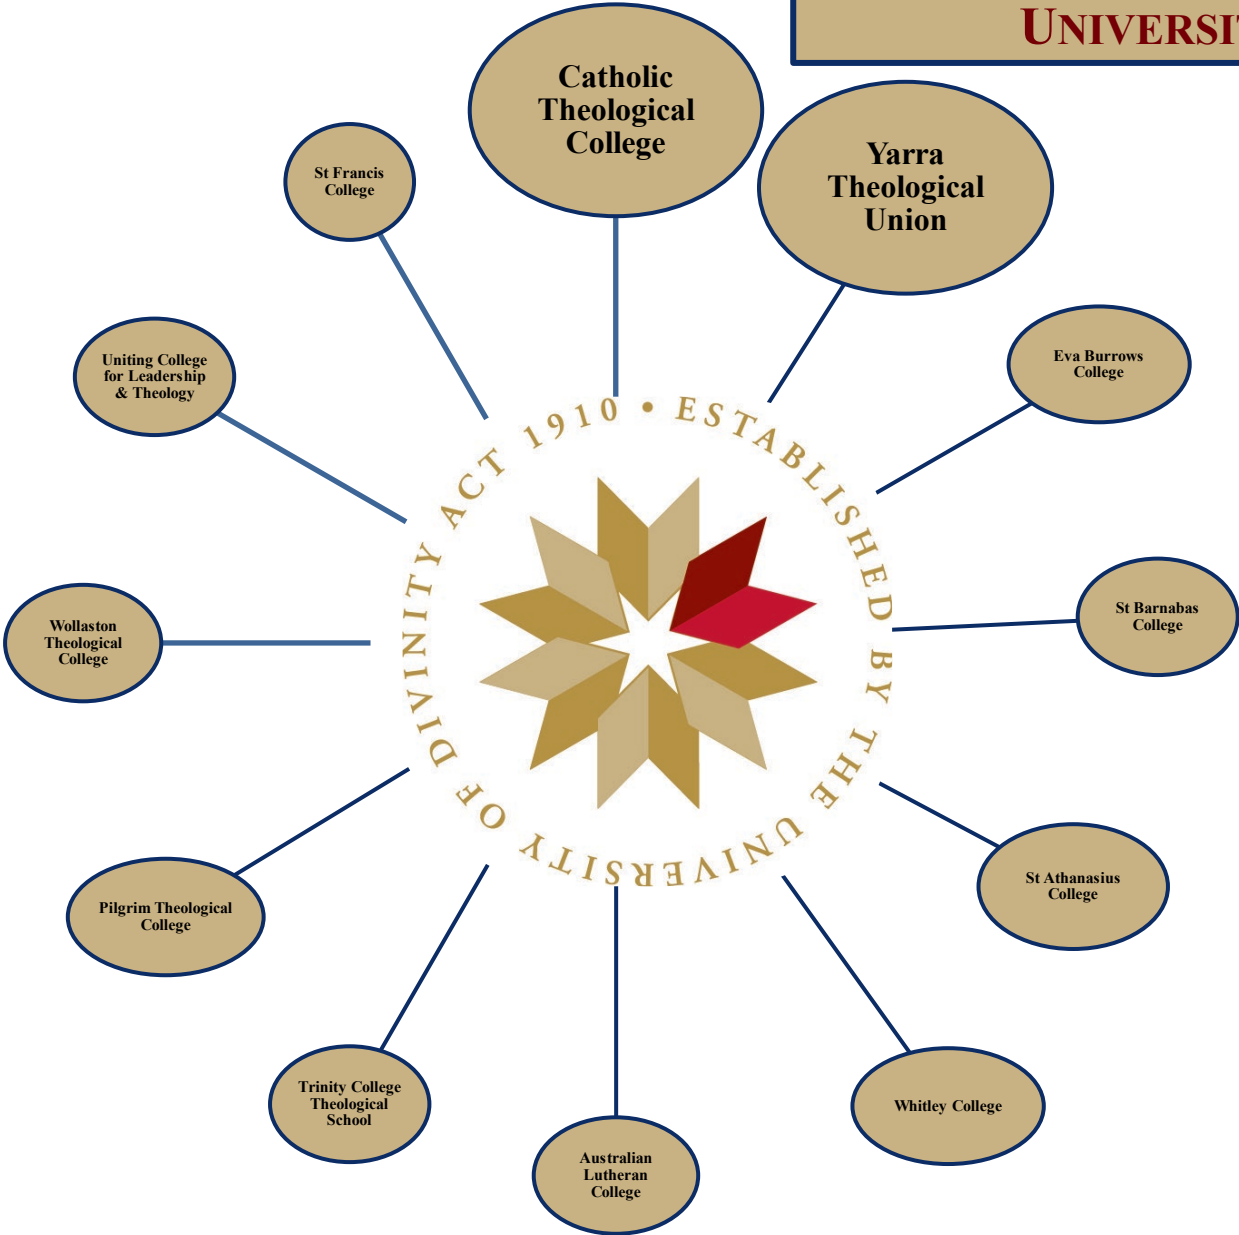 UNIVERSIT
Catholic
Theological
College
Yarra
Theological
Union
St Francis
College
Eva Burrows
College
Uniting College
for Leadership
& Theology
ESTABLISHED BY THE UNIVERSITY OF DIVINITY ACT 1910 •
St Barnabas
College
Wollaston
Theological
College
St Athanasius
College
Pilgrim Theological
College
Trinity College
Theological
School
Whitley College
Australian
Lutheran
College